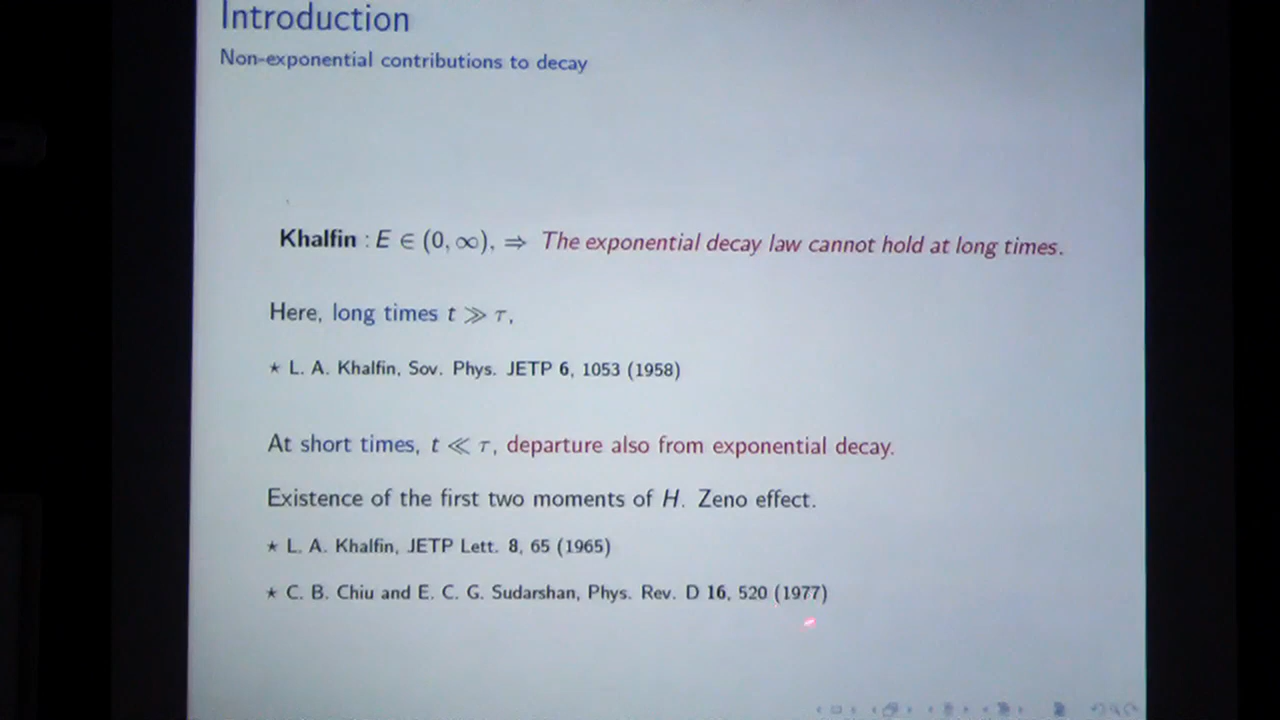 Introduction
Non-exponential contributions to decay
Khalfin : E ∈ (0, ∞), ⇒ The exponential decay law cannot hold at long times.
Here, long times t ≫ τ,
⋆ L. A. Khalfin, Sov. Phys. JETP 6, 1053 (1958)
At short times, t ≪ τ, departure also from exponential decay.
Existence of the first two moments of H. Zeno effect.
⋆ L. A. Khalfin, JETP Lett. 8, 65 (1965)
⋆ C. B. Chiu and E. C. G. Sudarshan, Phys. Rev. D 16, 520 (1977)